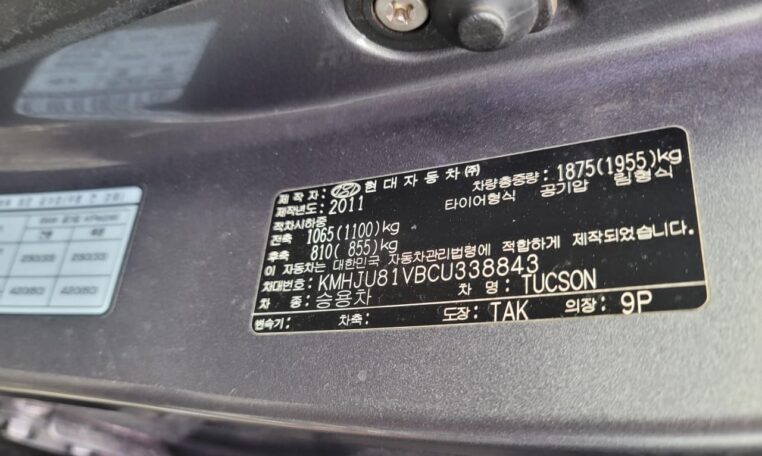 제 작 자: 현대자동차(주) 차량총중량: 1875(1955)kg
제작년도: 2011 타이어형식 공기압 림형식
적차시하중
전축 1065(1100)kg
후축 810( 855)kg
이 자동차는 대한민국 자동차관리법령에 적합하게 제작되었습니다.
차대번호: KMHJU81VBCU338843
차 종: 승용차 차 명: TUCSON
변속기: 차축: 도장: TAK 의장: 9P